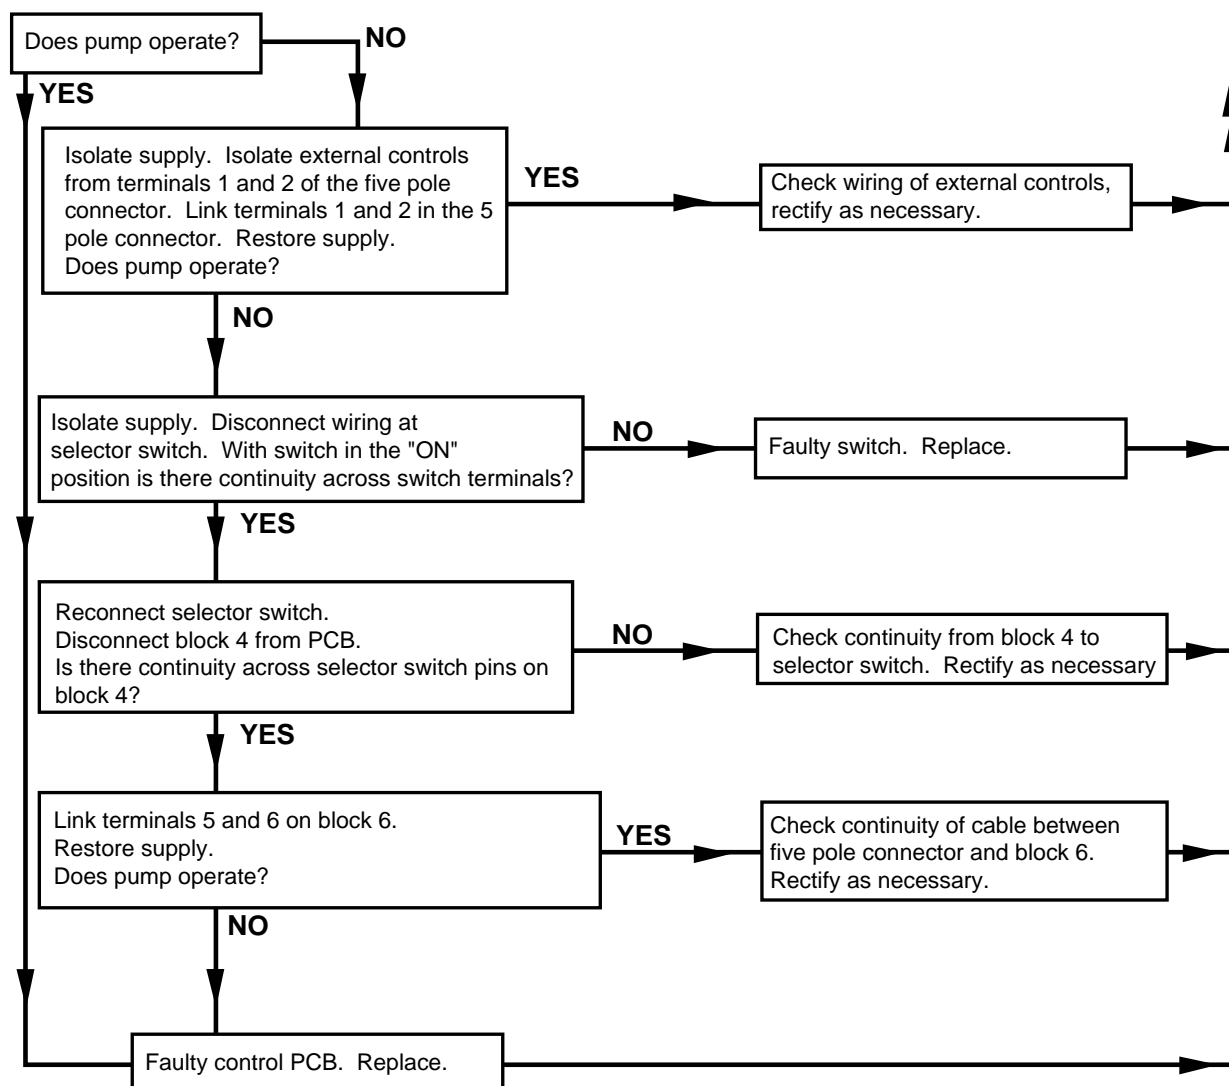 Does pump operate?
NO
YES
Isolate supply.  Isolate external controls
from terminals 1 and 2 of the five pole
connector.  Link terminals 1 and 2 in the 5
pole connector.  Restore supply.
Does pump operate?
YES
Check wiring of external controls,
rectify as necessary.
NO
Isolate supply.  Disconnect wiring at
selector switch.  With switch in the "ON"
position is there continuity across switch terminals?
NO
Faulty switch.  Replace.
YES
Reconnect selector switch.
Disconnect block 4 from PCB.
Is there continuity across selector switch pins on
block 4?
NO
Check continuity from block 4 to
selector switch.  Rectify as necessary
YES
Link terminals 5 and 6 on block 6.
Restore supply.
Does pump operate?
YES
Check continuity of cable between
five pole connector and block 6.
Rectify as necessary.
NO
Faulty control PCB.  Replace.